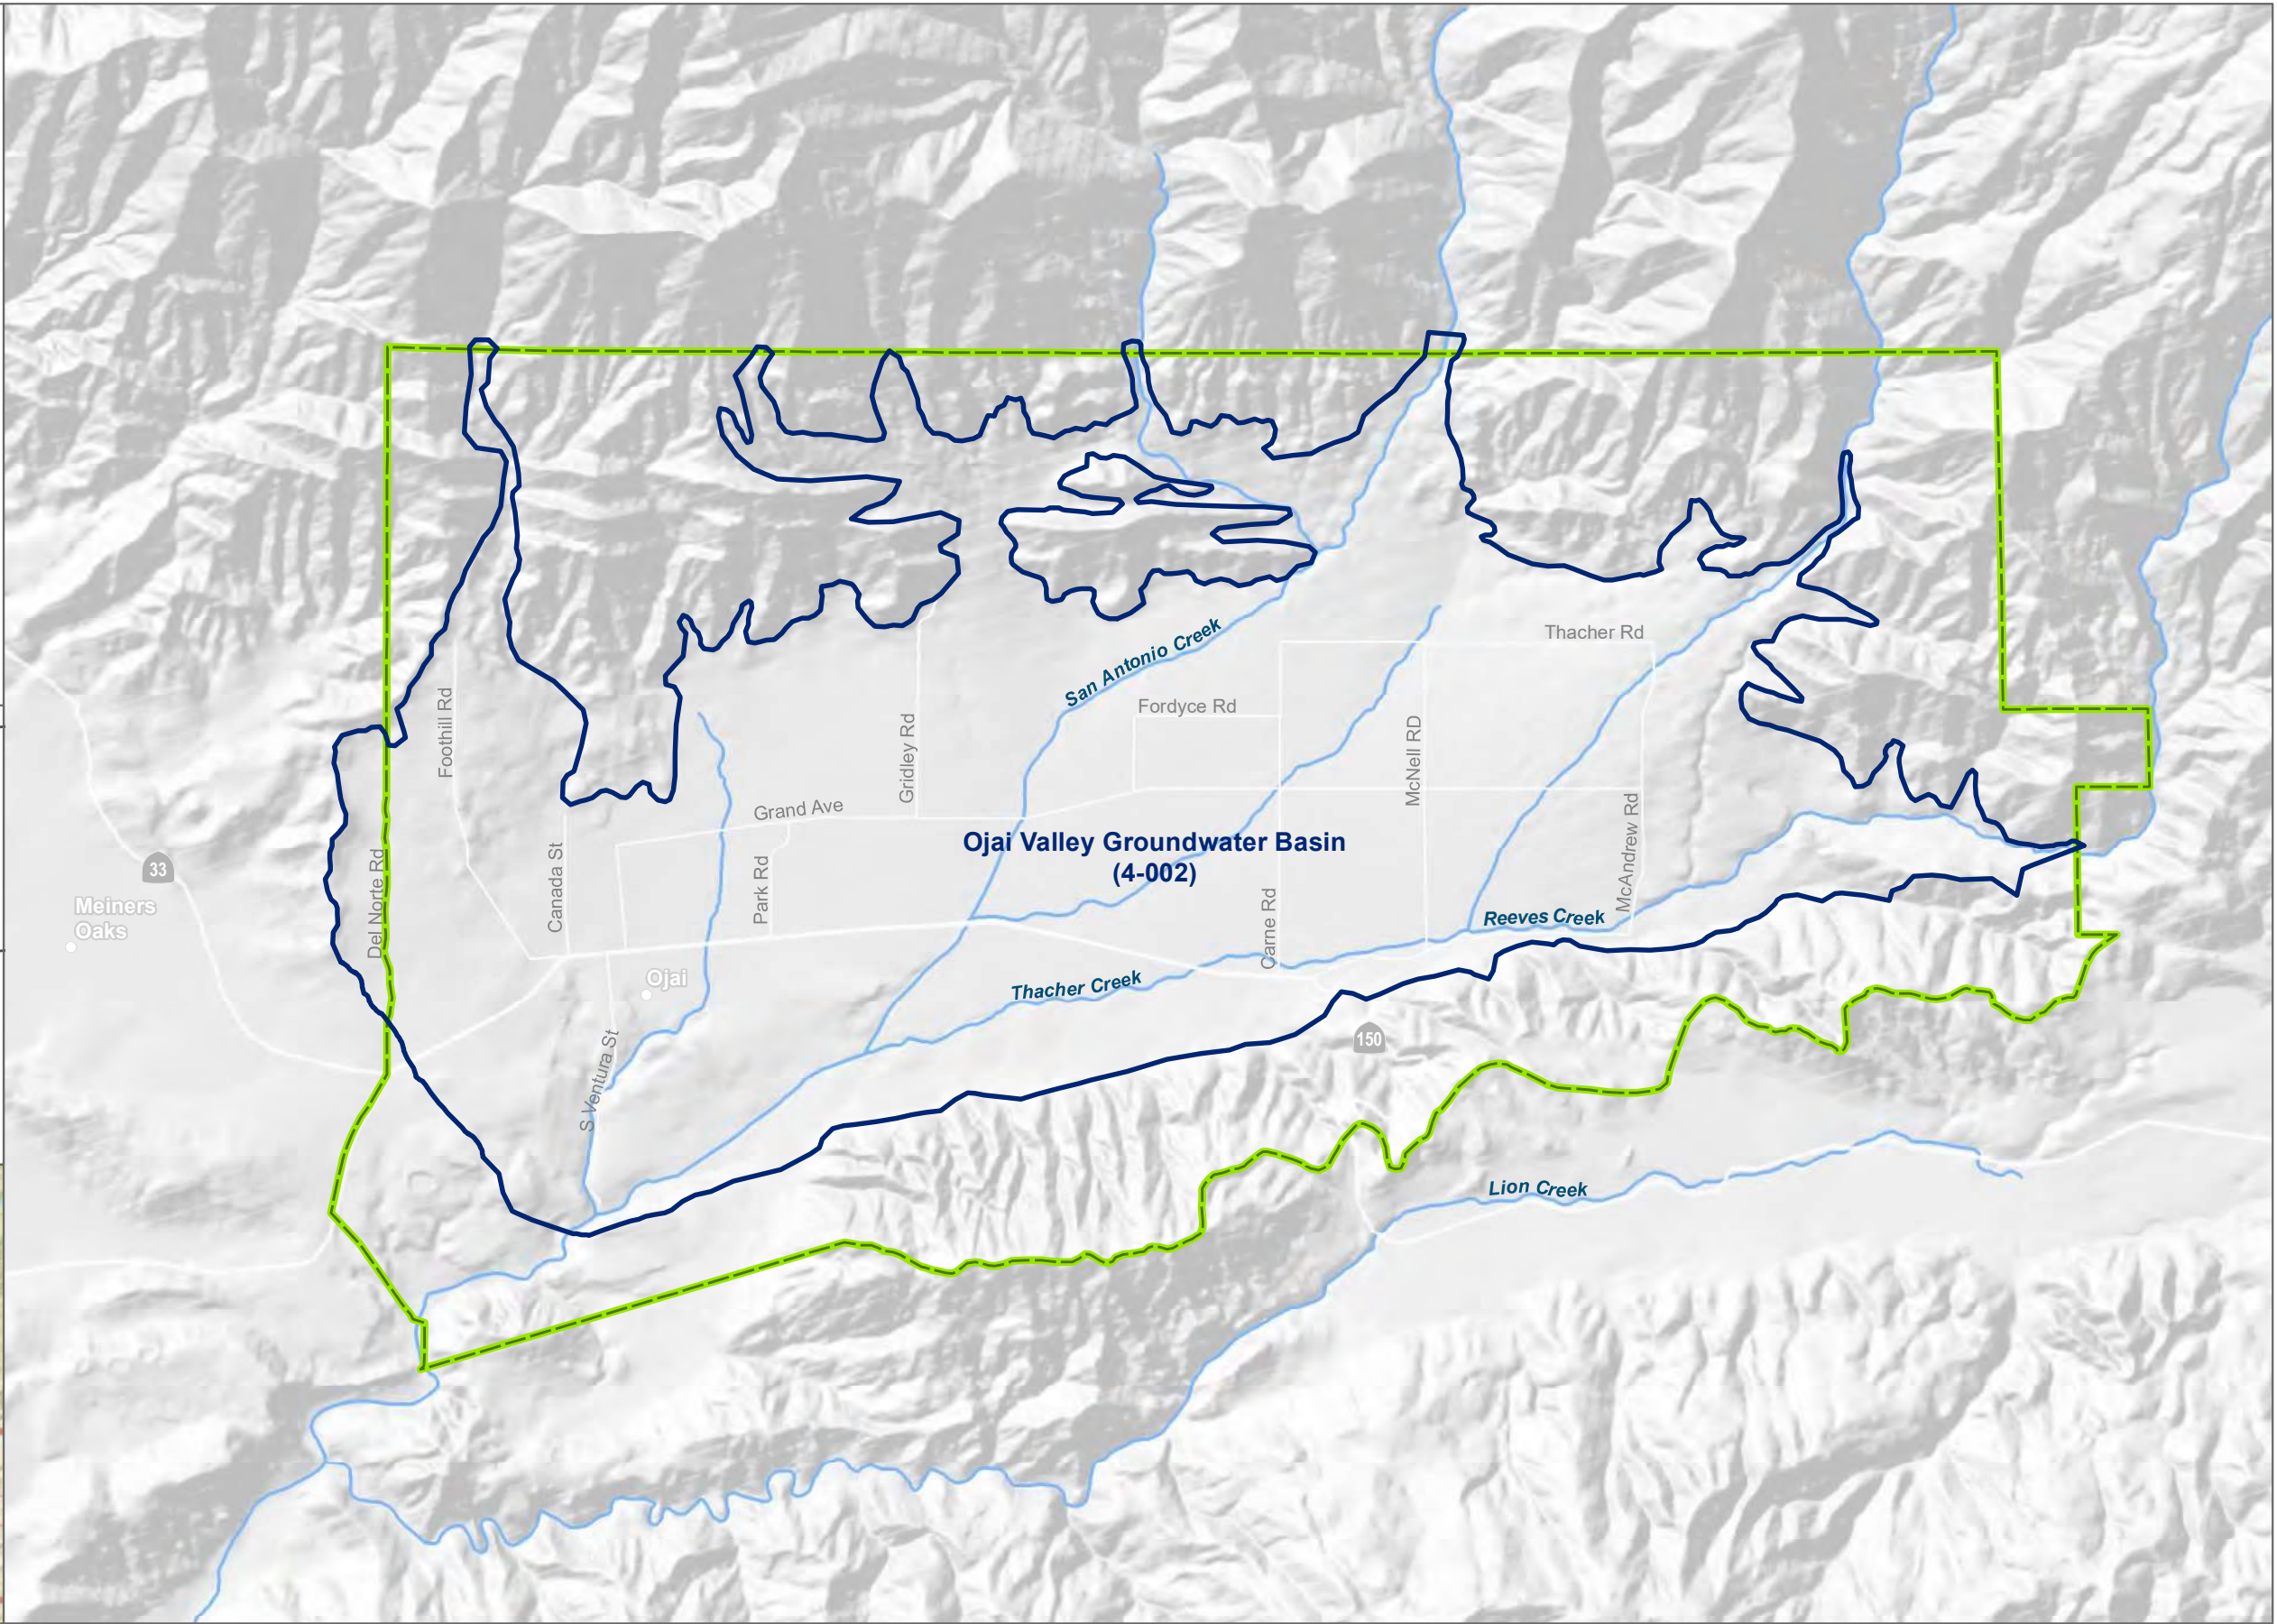 San Antonio Creek
Thacher Rd
Fordyce Rd
Foothill Rd
Gridley Rd
McNell RD
Grand Ave
McAndrew Rd
Ojai Valley Groundwater Basin
(4-002)
33
Del Norte Rd
Canada St
Park Rd
Carne Rd
Meiners
Oaks
Reeves Creek
Ojai
Thacher Creek
150
S Ventura St
Lion Creek